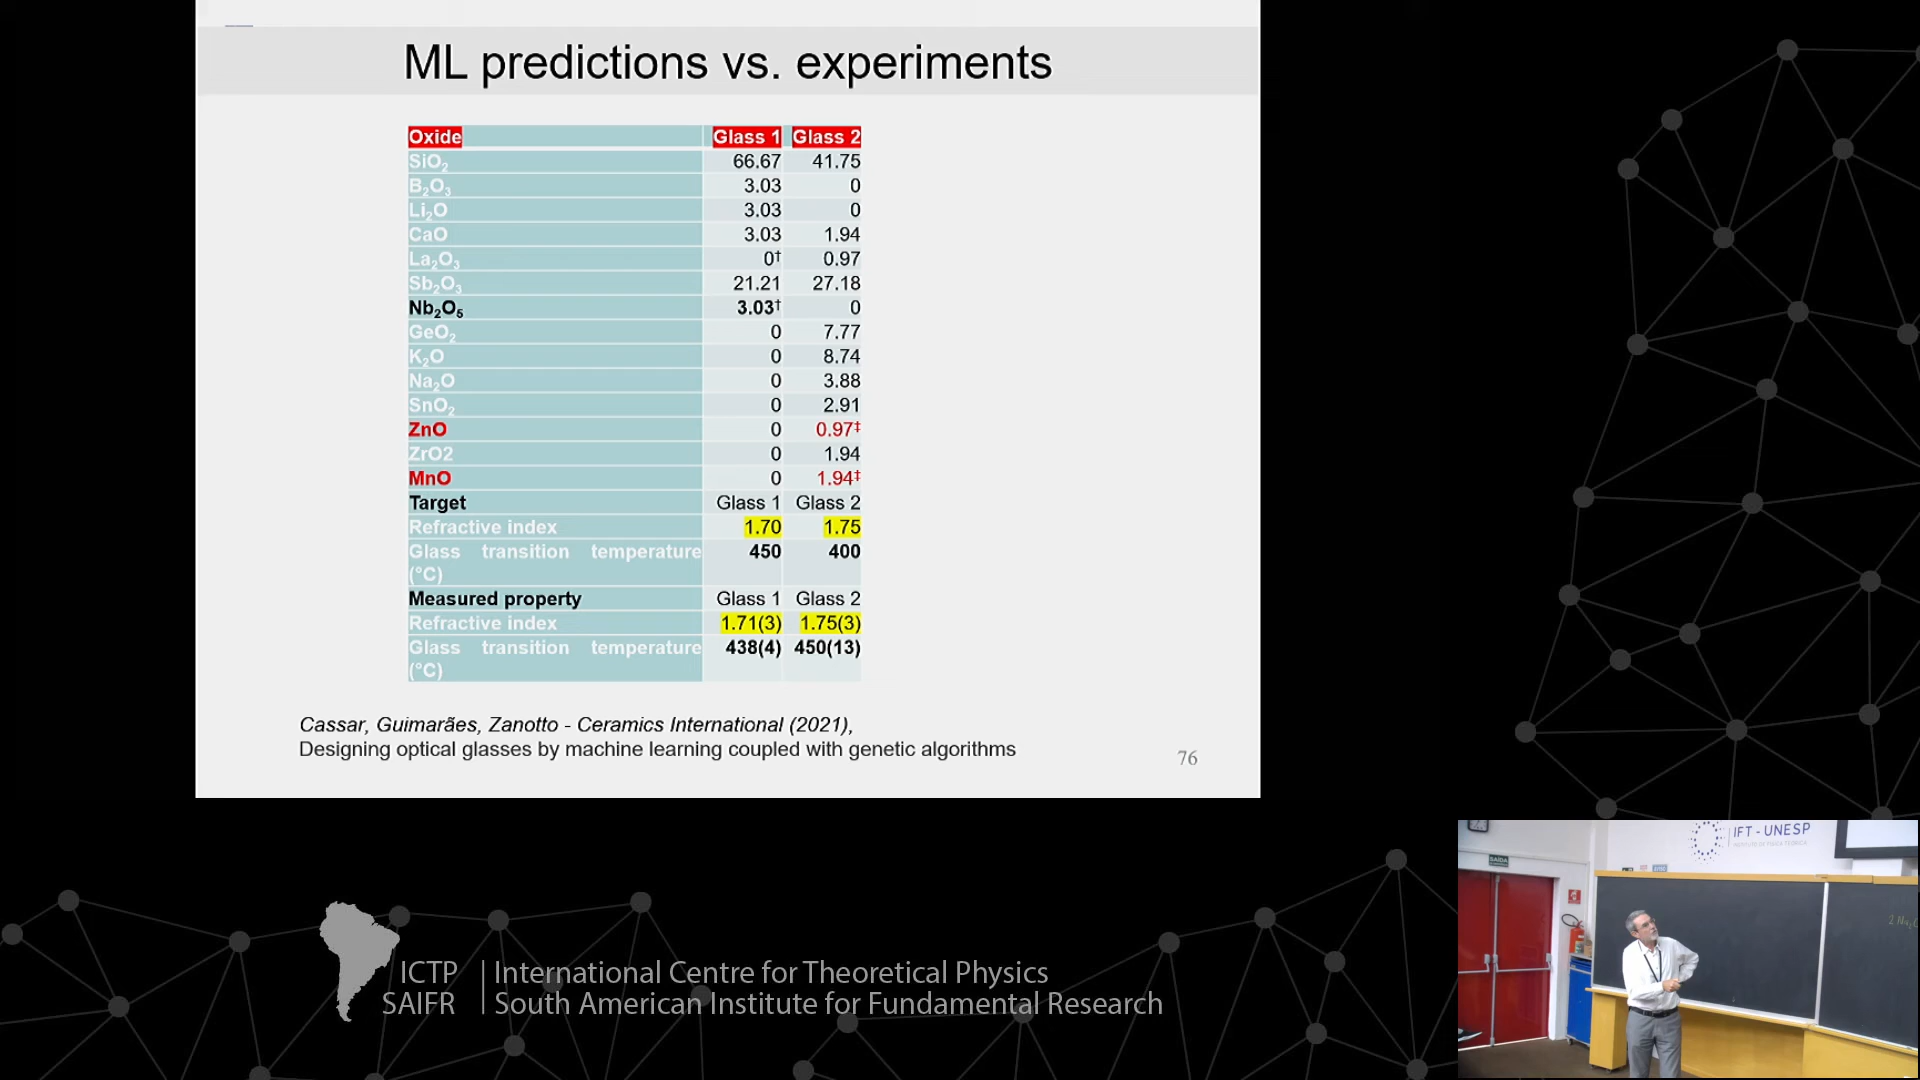 ML predictions vs. experiments
Oxide Glass 1 Glass 2
SiO₂ 66.67 41.75
B₂O₃ 3.03 0
Li₂O 3.03 0
CaO 3.03 1.94
La₂O₃ 0† 0.97
Sb₂O₃ 21.21 27.18
Nb₂O₅ 3.03† 0
GeO₂ 0 7.77
K₂O 0 8.74
Na₂O 0 3.88
SnO₂ 0 2.91
ZnO 0 0.97‡
ZrO2 0 1.94
MnO 0 1.94‡
Target Glass 1 Glass 2
Refractive index 1.70 1.75
Glass transition temperature 450 400
(°C)
Measured property Glass 1 Glass 2
Refractive index 1.71(3) 1.75(3)
Glass transition temperature 438(4) 450(13)
(°C)
Cassar, Guimarães, Zanotto - Ceramics International (2021),
Designing optical glasses by machine learning coupled with genetic algorithms
76
IFT - UNESP
SAÍDA
ICTP International Centre for Theoretical Physics
SAIFR South American Institute for Fundamental Research